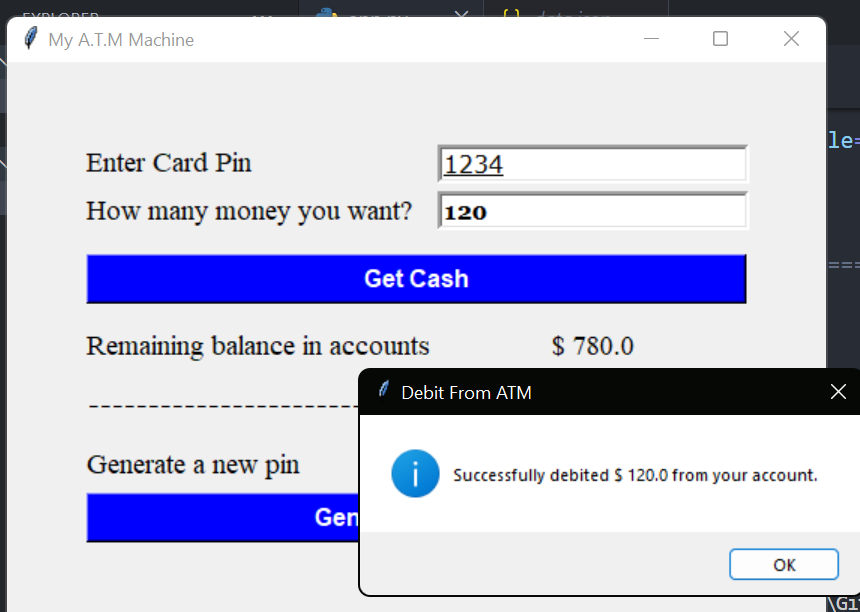 My A.T.M Machine
le=
Enter Card Pin 1234
How many money you want? 120
Get Cash
===
Remaining balance in accounts $ 780.0
Debit From ATM
-----------------------
Successfully debited $ 120.0 from your account.
Generate a new pin
Gen
OK